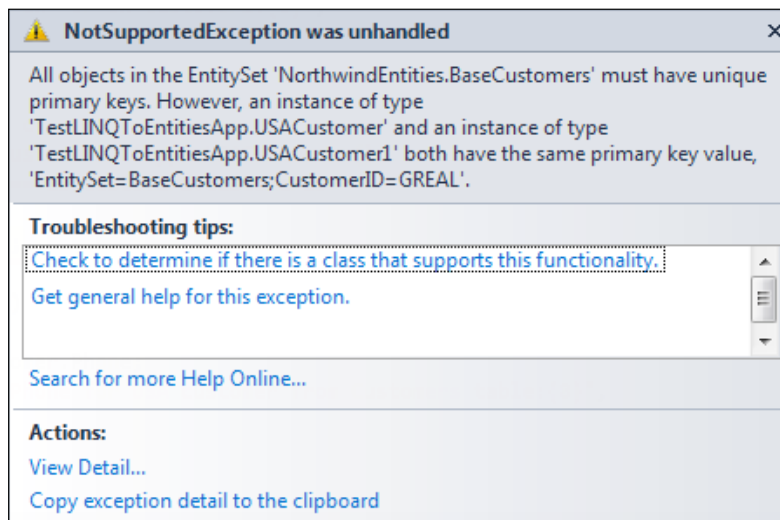 NotSupportedException was unhandled
All objects in the EntitySet 'NorthwindEntities.BaseCustomers' must have unique
primary keys. However, an instance of type
'TestLINQToEntitiesApp.USACustomer' and an instance of type
'TestLINQToEntitiesApp.USACustomer1' both have the same primary key value,
'EntitySet=BaseCustomers;CustomerID=GREAL'.
Troubleshooting tips:
Check to determine if there is a class that supports this functionality.
Get general help for this exception.
Search for more Help Online...
Actions:
View Detail...
Copy exception detail to the clipboard